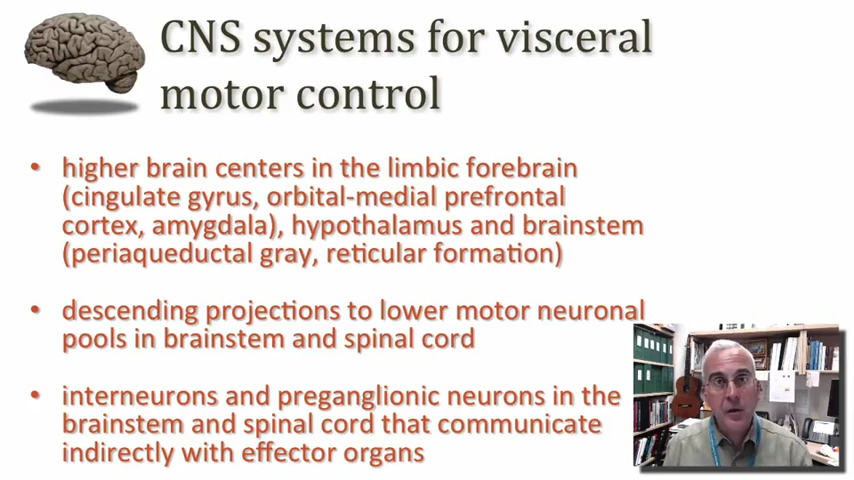 CNS systems for visceral
motor control
• higher brain centers in the limbic forebrain
(cingulate gyrus, orbital-medial prefrontal
cortex, amygdala), hypothalamus and brainstem
(periaqueductal gray, reticular formation)
• descending projections to lower motor neuronal
pools in brainstem and spinal cord
• interneurons and preganglionic neurons in the
brainstem and spinal cord that communicate
indirectly with effector organs